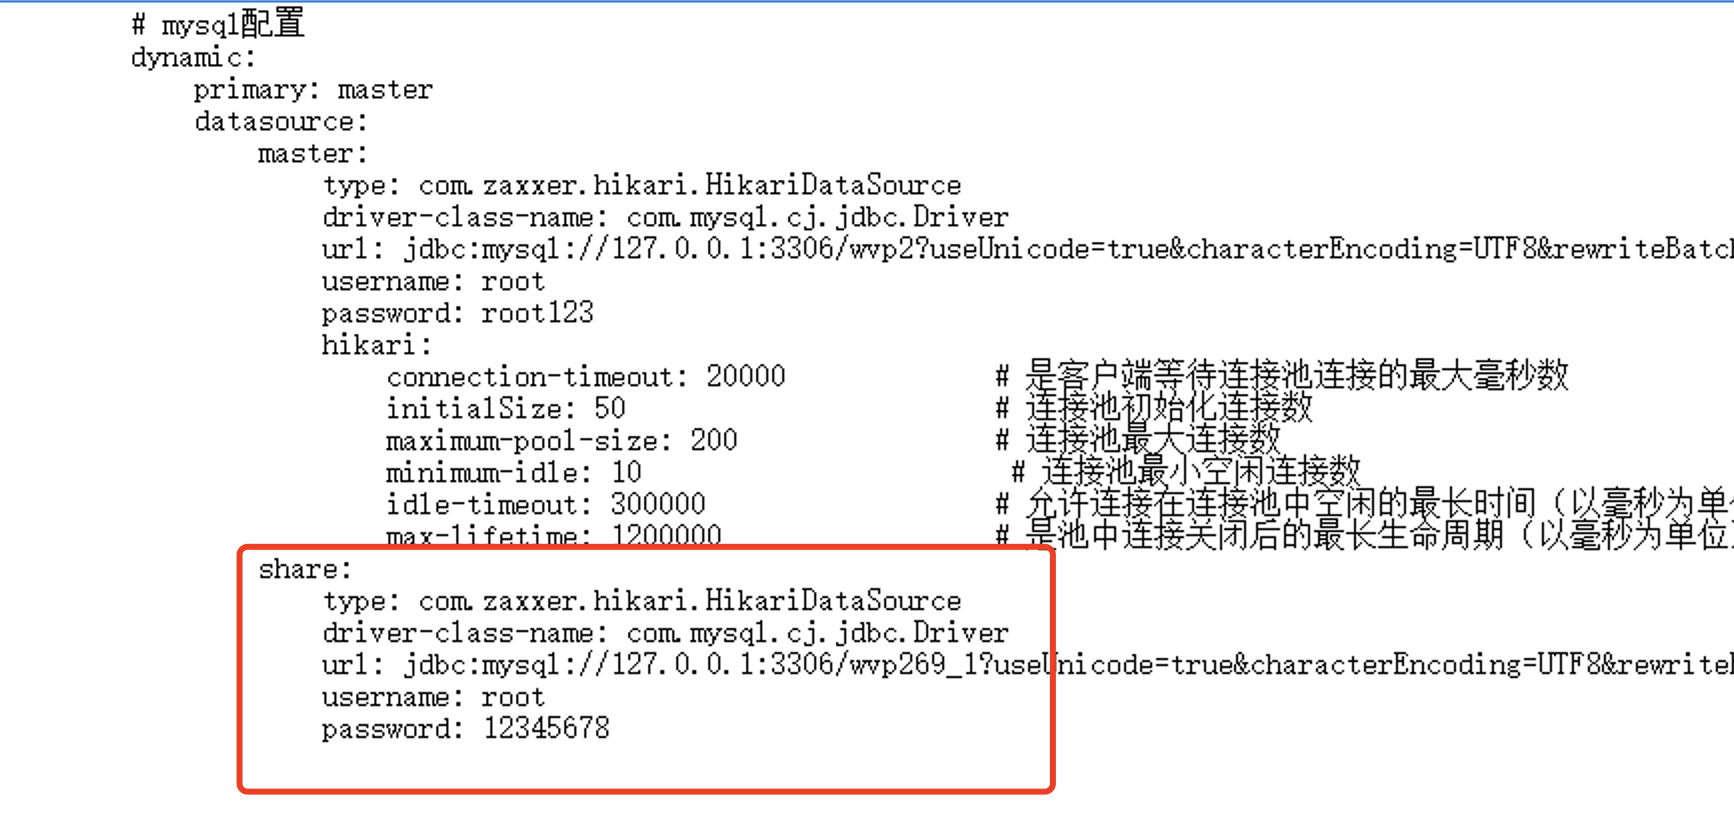 # mysql配置
dynamic:
primary: master
datasource:
master:
type: com.zaxxer.hikari.HikariDataSource
driver-class-name: com.mysql.cj.jdbc.Driver
url: jdbc:mysql://127.0.0.1:3306/wvp2?useUnicode=true&characterEncoding=UTF8&rewriteBatch
username: root
password: root123
hikari:
connection-timeout: 20000 # 是客户端等待连接池连接的最大毫秒数
initialSize: 50 # 连接池初始化连接数
maximum-pool-size: 200 # 连接池最大连接数
minimum-idle: 10 # 连接池最小空闲连接数
idle-timeout: 300000 # 允许连接在连接池中空闲的最长时间（以毫秒为单
max-lifetime: 1200000 # 是池中连接关闭后的最长生命周期（以毫秒为单位
share:
type: com.zaxxer.hikari.HikariDataSource
driver-class-name: com.mysql.cj.jdbc.Driver
url: jdbc:mysql://127.0.0.1:3306/wvp269_1?useUnicode=true&characterEncoding=UTF8&rewrite
username: root
password: 12345678